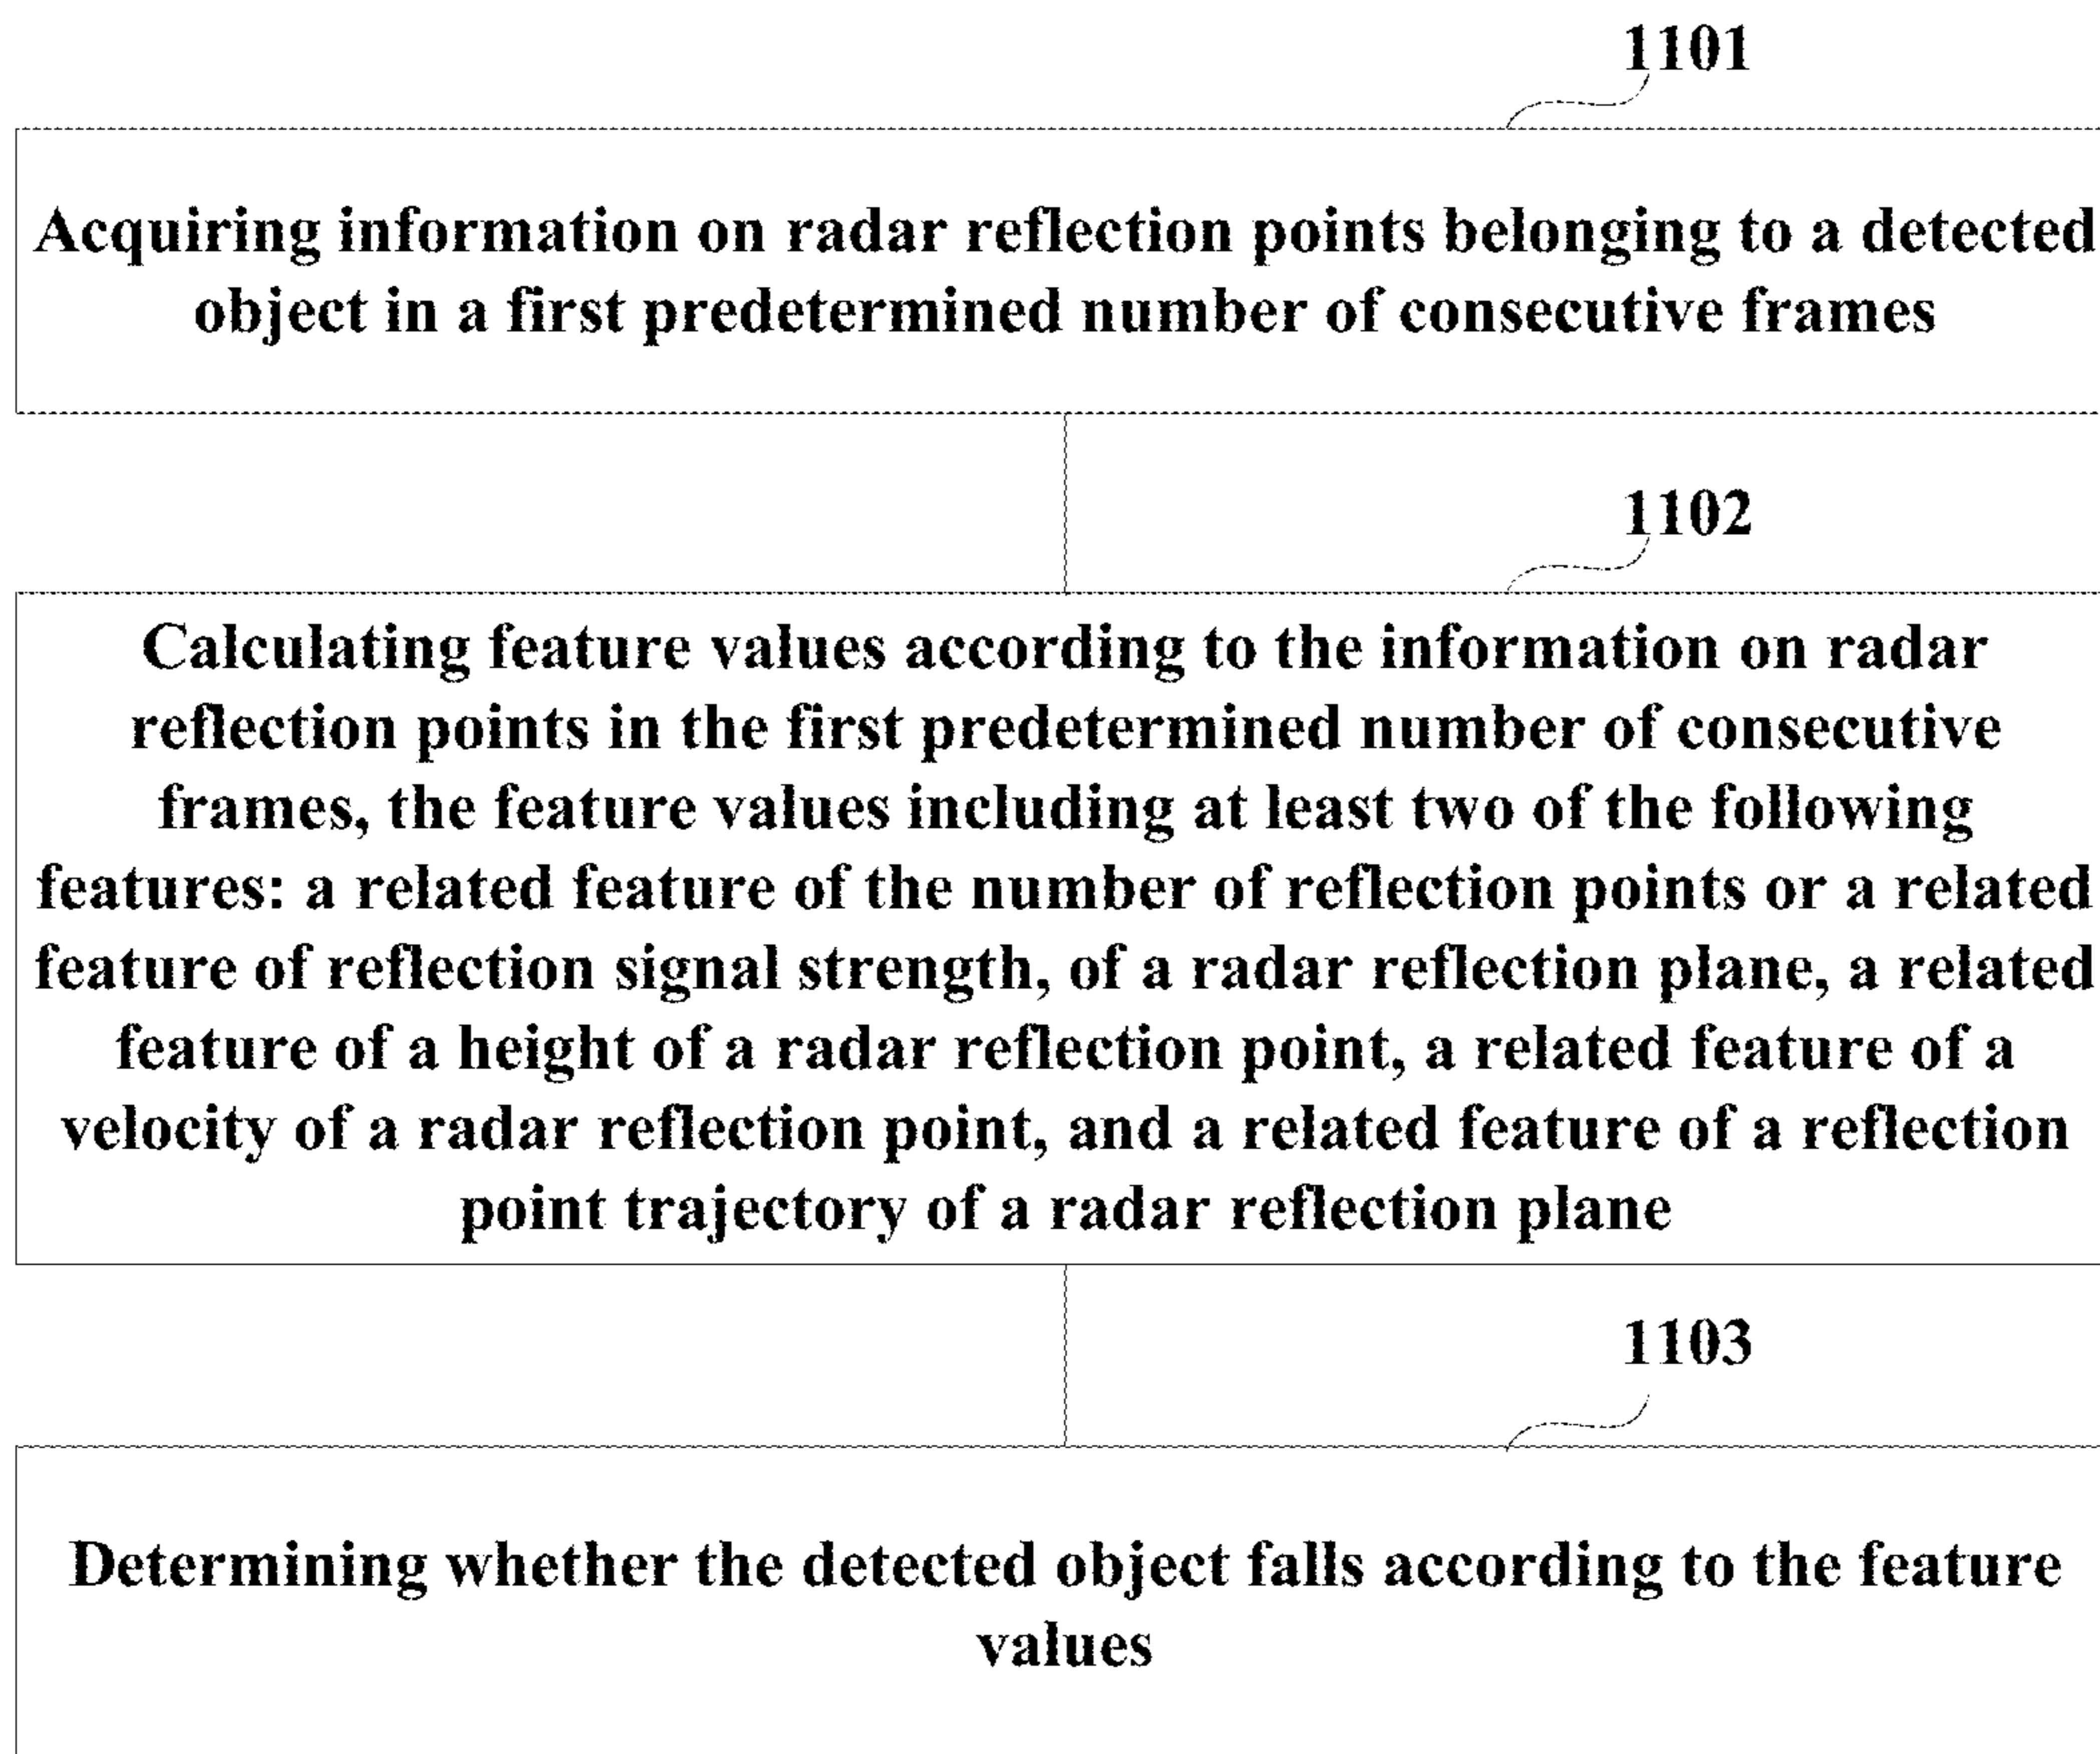 1101
Acquiring information on radar reflection points belonging to a detected
object in a first predetermined number of consecutive frames
1102
Calculating feature values according to the information on radar
reflection points in the first predetermined number of consecutive
frames, the feature values including at least two of the following
features: a related feature of the number of reflection points or a related
feature of reflection signal strength, of a radar reflection plane, a related
feature of a height of a radar reflection point, a related feature of a
velocity of a radar reflection point, and a related feature of a reflection
point trajectory of a radar reflection plane
1103
Determining whether the detected object falls according to the feature
values